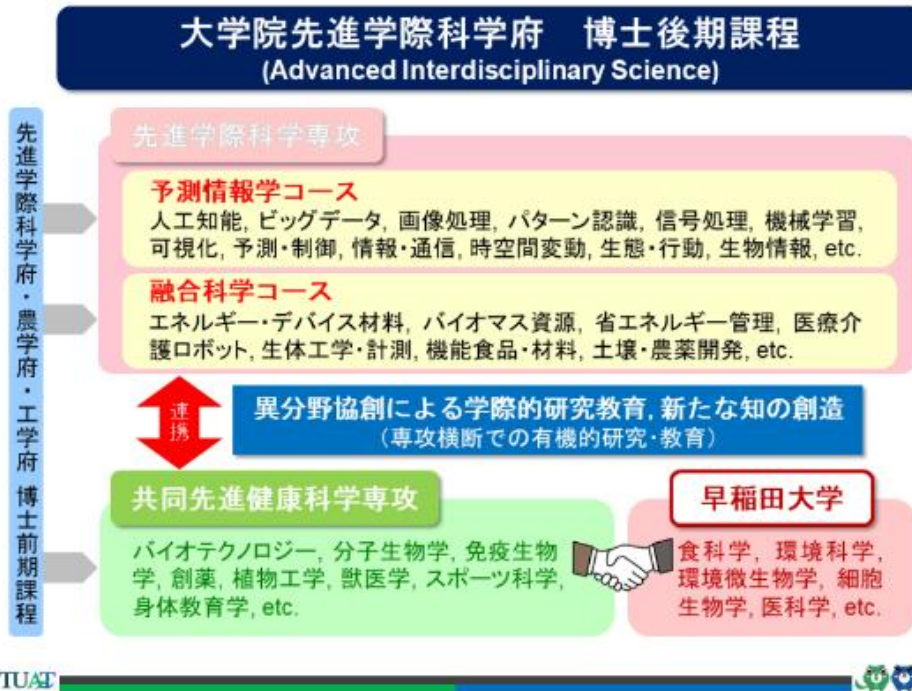 大学院先進学際科学府　博士後期課程
(Advanced Interdisciplinary Science)
先進学際科学府・農学府・工学府 博士前期課程
先進学際科学専攻
予測情報学コース
人工知能, ビッグデータ, 画像処理, パターン認識, 信号処理, 機械学習,
可視化, 予測・制御, 情報・通信, 時空間変動, 生態・行動, 生物情報, etc.
融合科学コース
エネルギー・デバイス材料, バイオマス資源, 省エネルギー管理, 医療介
護ロボット, 生体工学・計測, 機能食品・材料, 土壌・農薬開発, etc.
連携
異分野協創による学際的研究教育, 新たな知の創造
（専攻横断での有機的研究・教育）
共同先進健康科学専攻
バイオテクノロジー, 分子生物学, 免疫生物
学, 創薬, 植物工学, 獣医学, スポーツ科学,
身体教育学, etc.
早稲田大学
食科学, 環境科学,
環境微生物学, 細胞
生物学, 医科学, etc.
TUAT